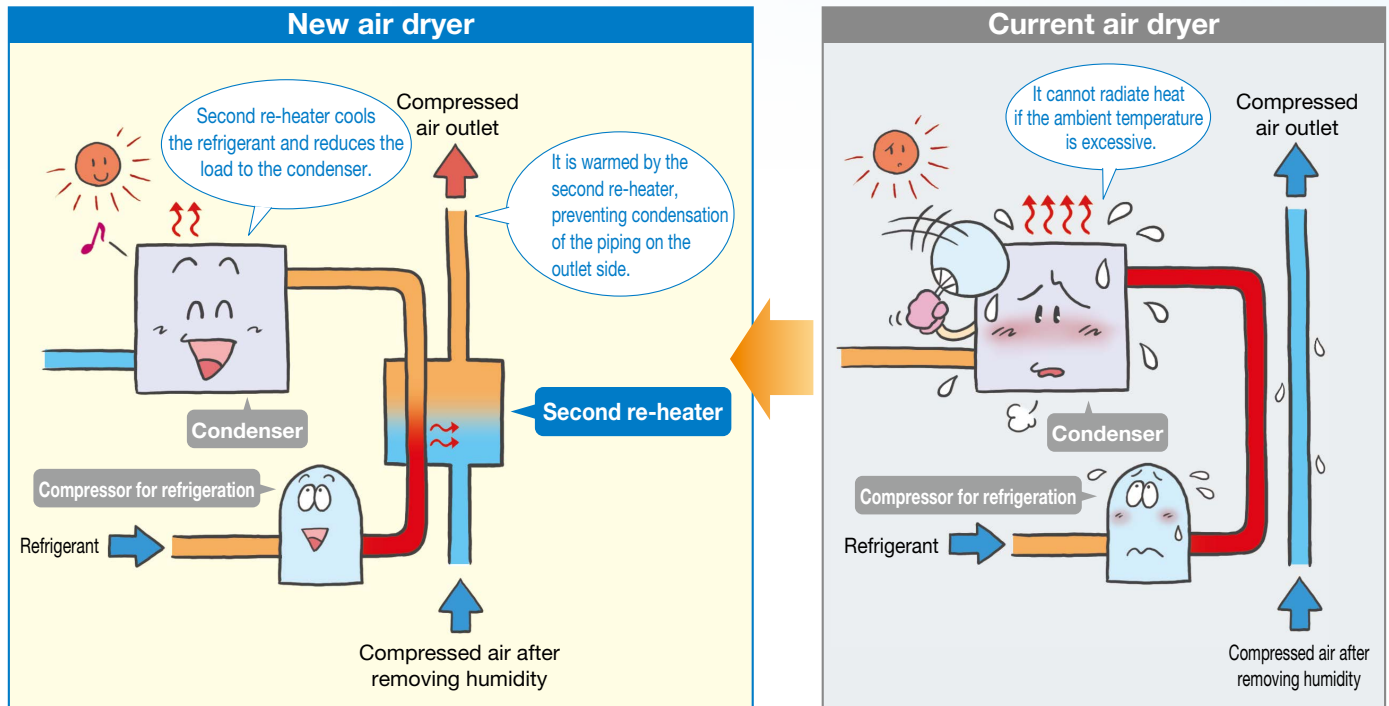 New air dryer
Second re-heater cools
the refrigerant and reduces the
load to the condenser.
Compressed
air outlet
It is warmed by the
second re-heater,
preventing condensation
of the piping on the
outlet side.
Condenser
Second re-heater
Compressor for refrigeration
Refrigerant
Compressed air after
removing humidity
Current air dryer
It cannot radiate heat
if the ambient temperature
is excessive.
Compressed
air outlet
Condenser
Compressor for refrigeration
Refrigerant
Compressed air after
removing humidity